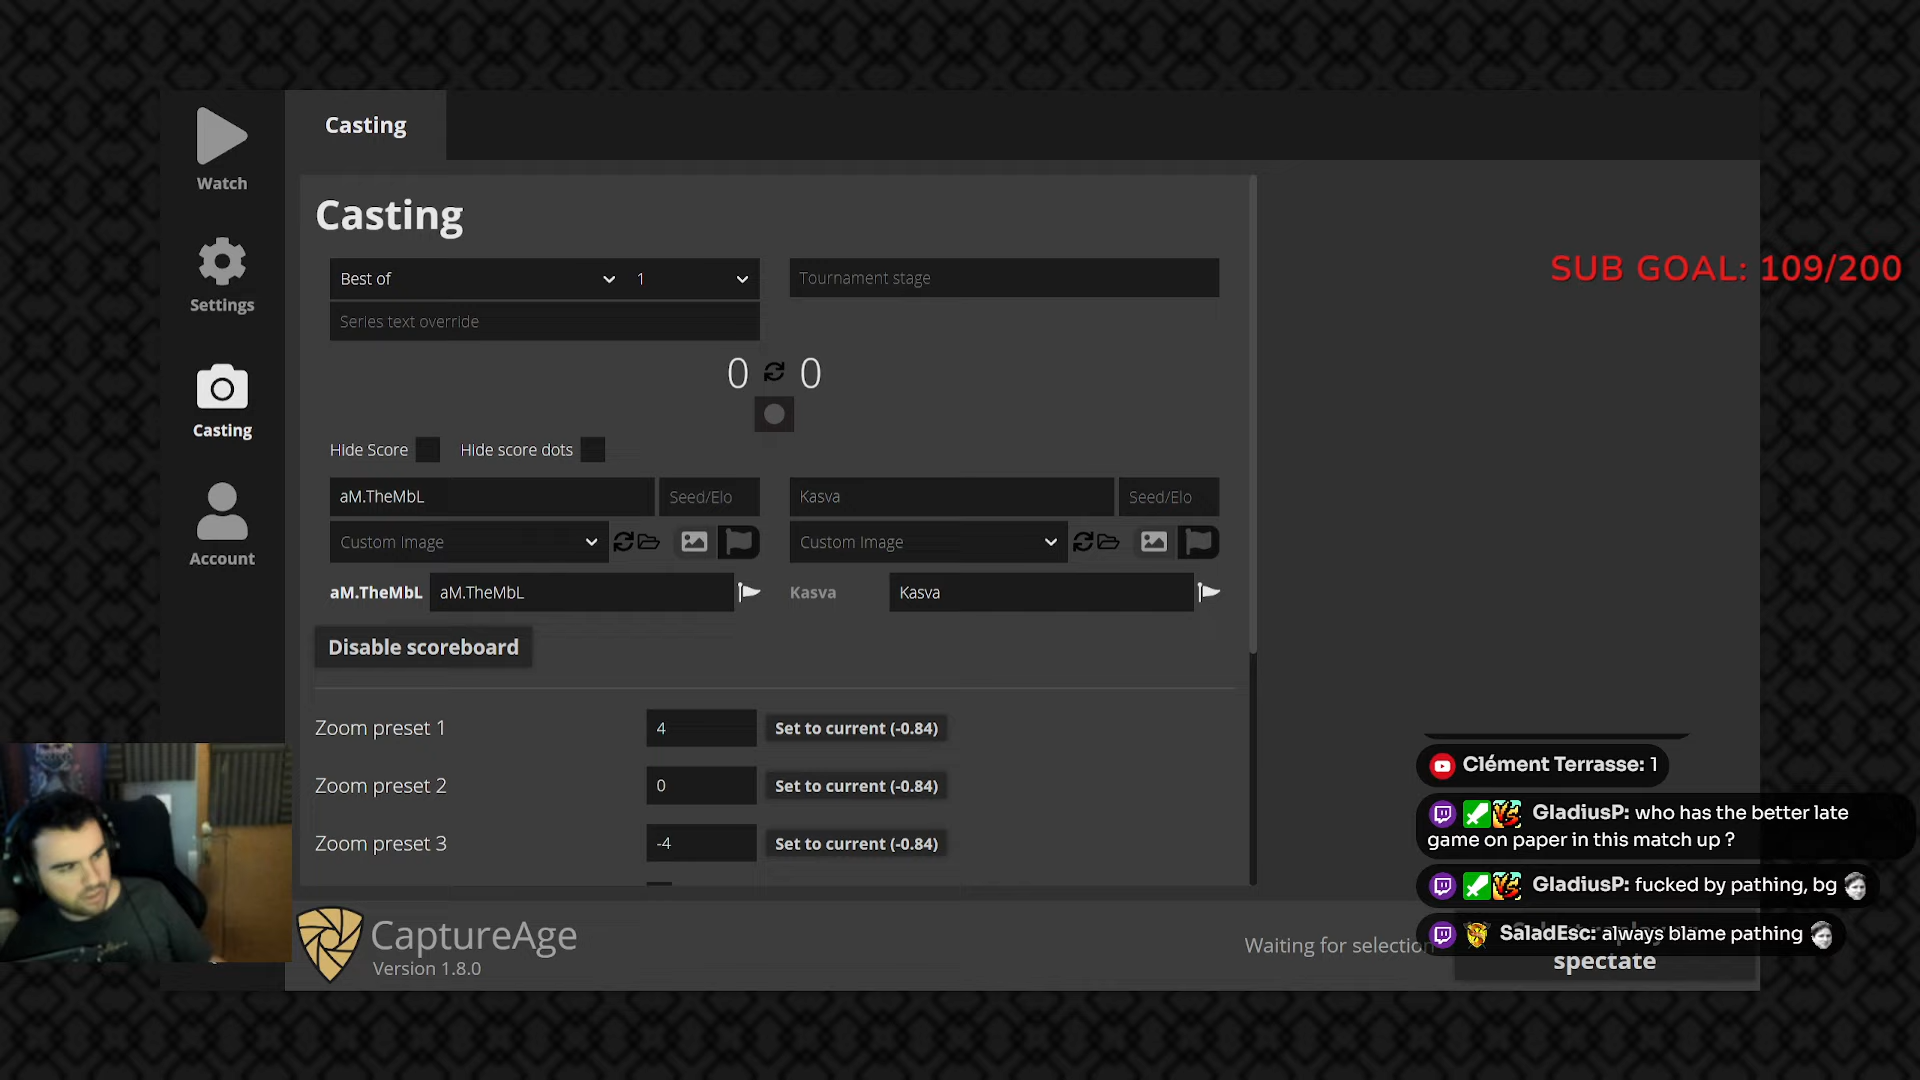 Watch
Settings
Casting
Account
Casting
Casting
Best of
1
Tournament stage
Series text override
0 0
Hide Score
Hide score dots
aM.TheMbL
Seed/Elo
Kasva
Seed/Elo
Custom Image
Custom Image
aM.TheMbL
aM.TheMbL
Kasva
Kasva
Disable scoreboard
Zoom preset 1
4
Set to current (-0.84)
Zoom preset 2
0
Set to current (-0.84)
Zoom preset 3
-4
Set to current (-0.84)
CaptureAge
Version 1.8.0
Waiting for selection
spectate
SUB GOAL: 109/200
Clément Terrasse: 1
GladiusP: who has the better late
game on paper in this match up ?
GladiusP: fucked by pathing, bg
SaladEsc: always blame pathing